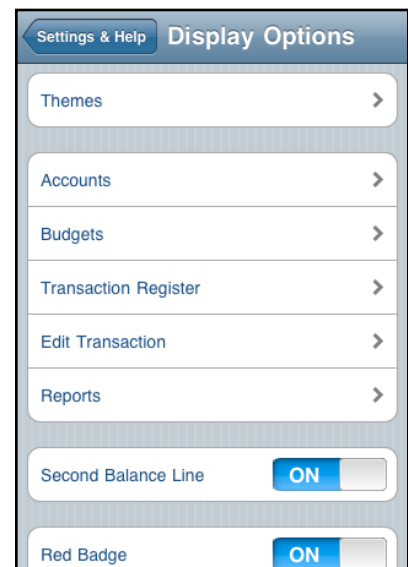 Settings & Help Display Options
Themes
Accounts
Budgets
Transaction Register
Edit Transaction
Reports
Second Balance Line ON
Red Badge ON